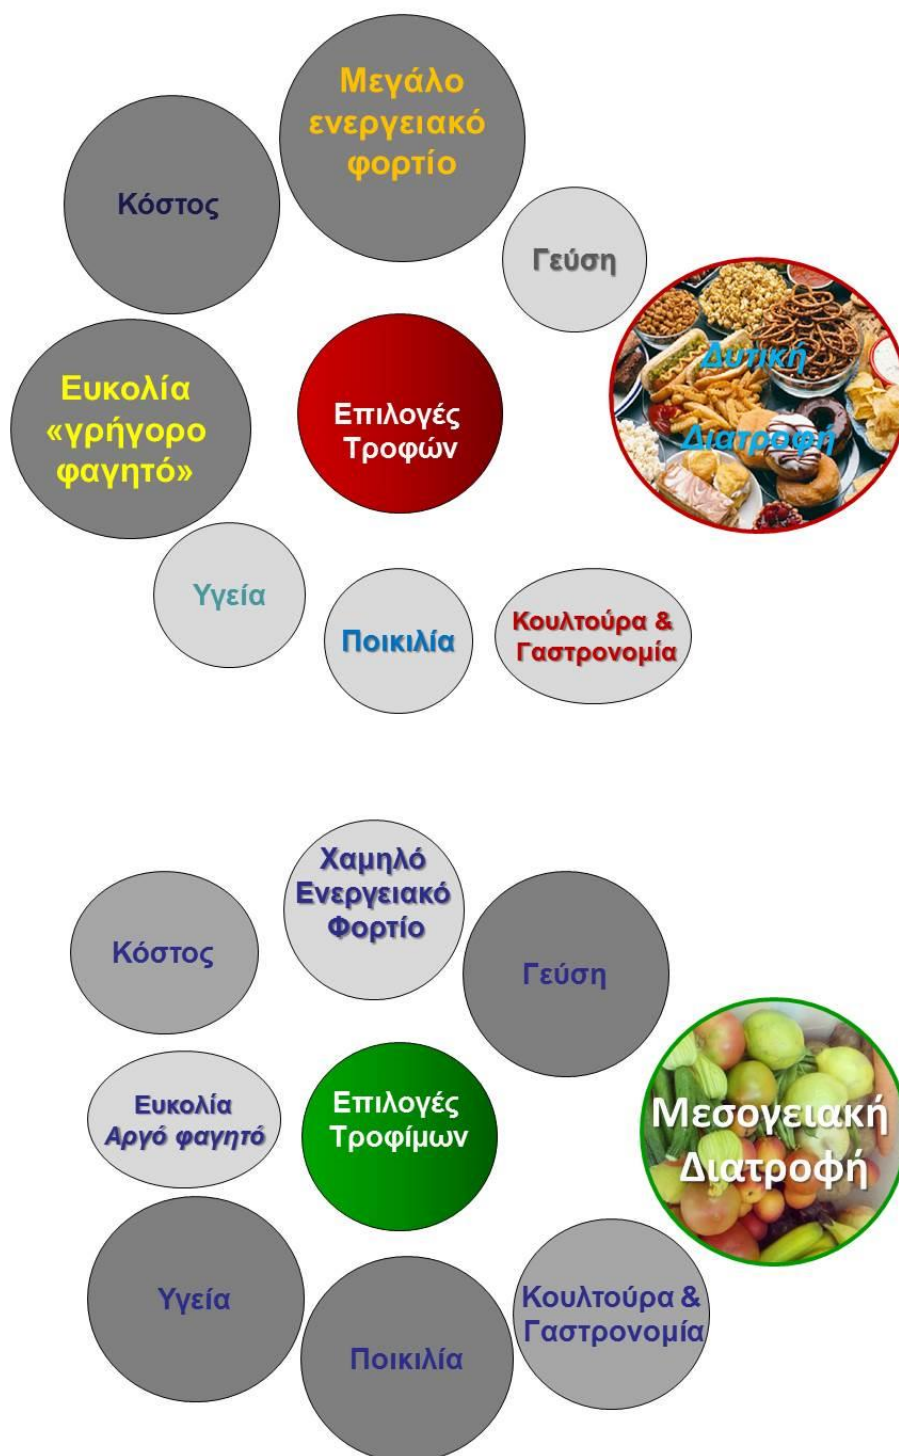 Μεγάλο
ενεργειακό
φορτίο
Κόστος
Γεύση
Δυτική
Διατροφή
Ευκολία
«γρήγορο
φαγητό»
Επιλογές
Τροφών
Υγεία
Ποικιλία
Κουλτούρα &
Γαστρονομία
Χαμηλό
Ενεργειακό
Φορτίο
Κόστος
Γεύση
Ευκολία
Αργό φαγητό
Επιλογές
Τροφίμων
Μεσογειακή
Διατροφή
Υγεία
Ποικιλία
Κουλτούρα &
Γαστρονομία